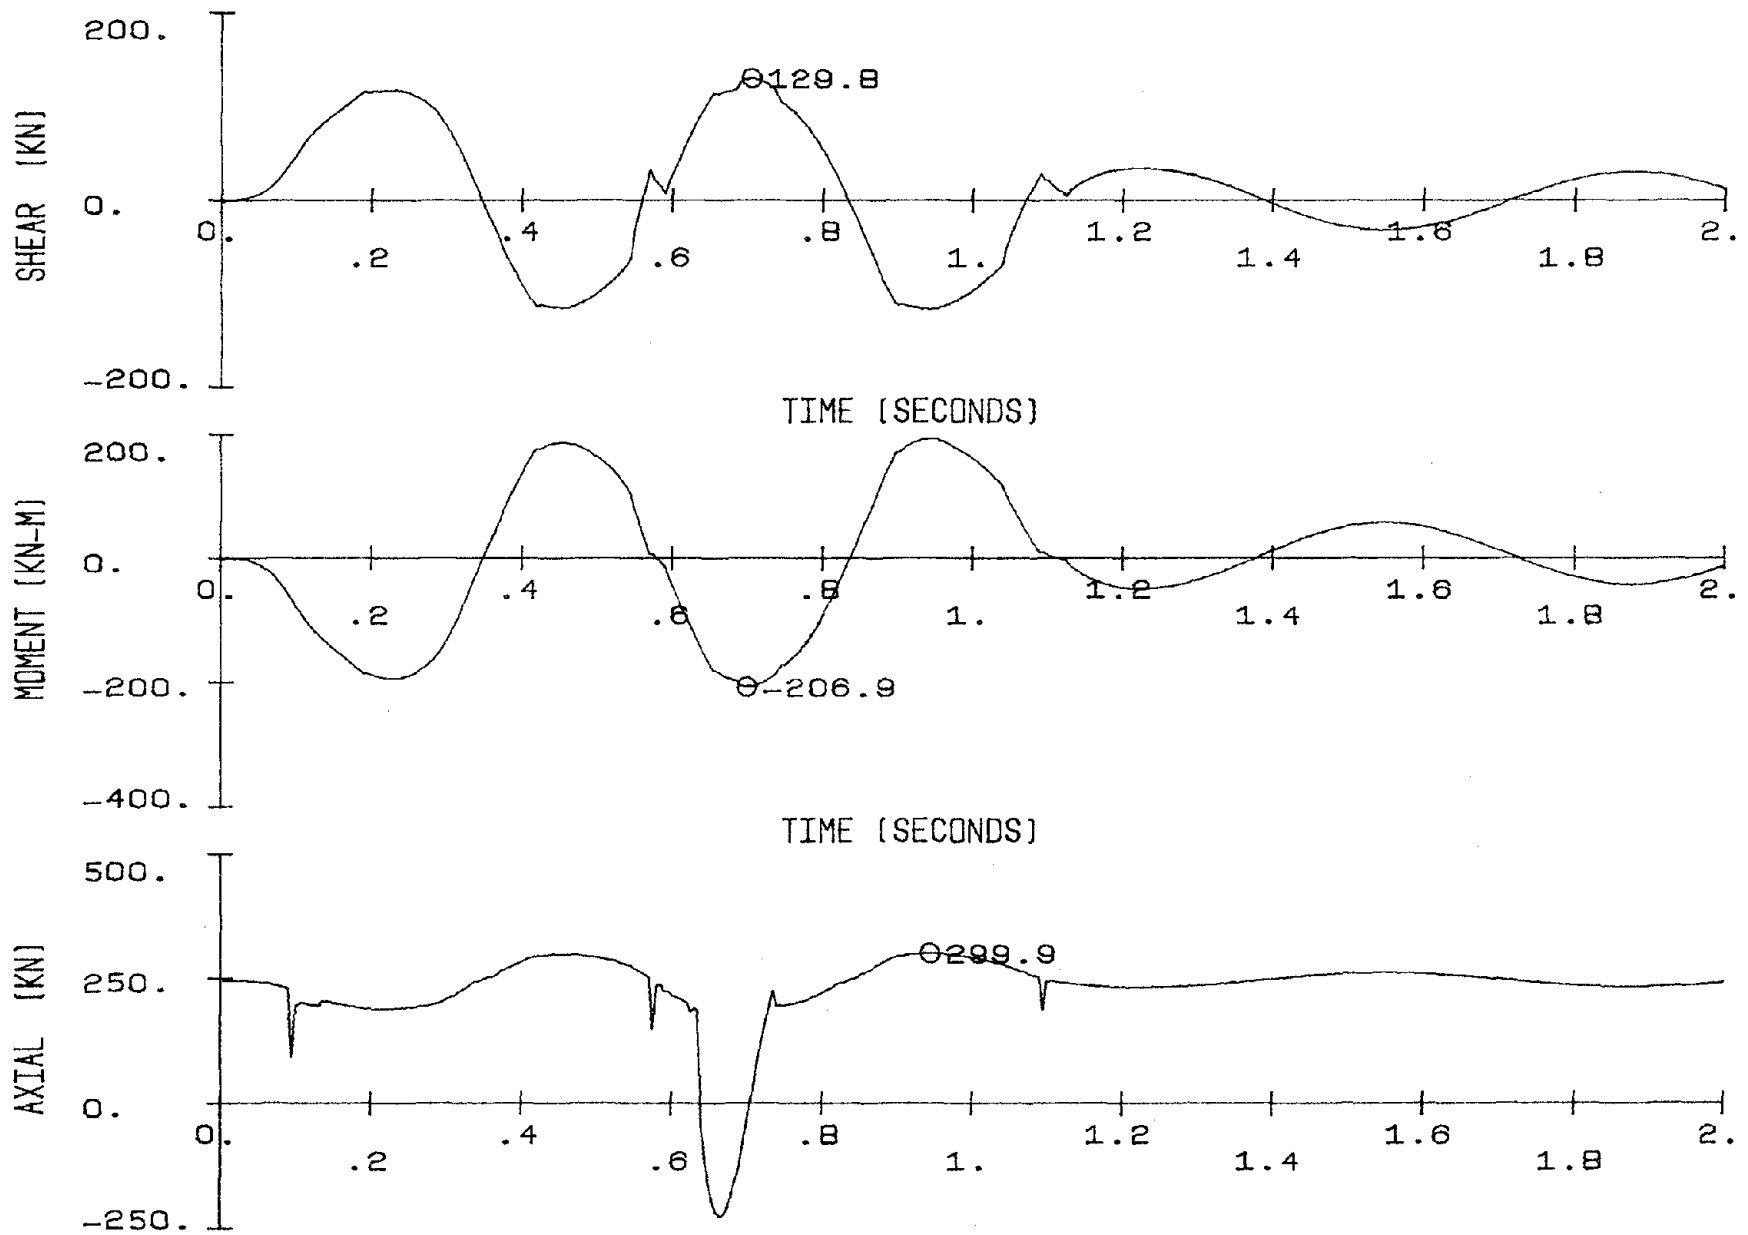 200.
129.8
SHEAR (KN)
0.
0. .2 .4 .6 .8 1. 1.2 1.4 1.6 1.8 2.
-200.
TIME (SECONDS)
200.
MOMENT (KN-M)
0.
0. .2 .4 .6 .8 1. 1.2 1.4 1.6 1.8 2.
-200.
-206.9
-400.
TIME (SECONDS)
500.
299.9
AXIAL (KN)
250.
0.
0. .2 .4 .6 .8 1. 1.2 1.4 1.6 1.8 2.
-250.